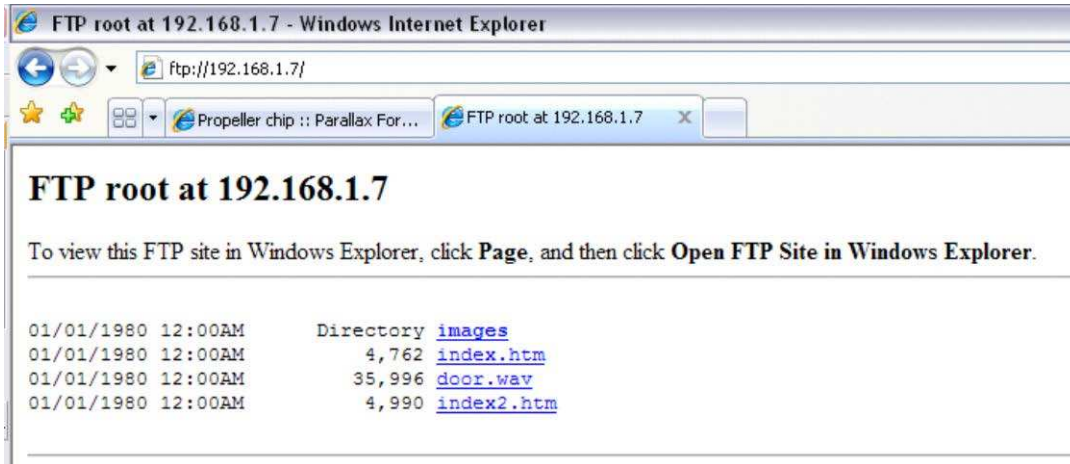 FTP root at 192.168.1.7 - Windows Internet Explorer
ftp://192.168.1.7/
Propeller chip :: Parallax For...
FTP root at 192.168.1.7
FTP root at 192.168.1.7
To view this FTP site in Windows Explorer, click Page, and then click Open FTP Site in Windows Explorer.
01/01/1980 12:00AM Directory images
01/01/1980 12:00AM 4,762 index.htm
01/01/1980 12:00AM 35,996 door.wav
01/01/1980 12:00AM 4,990 index2.htm